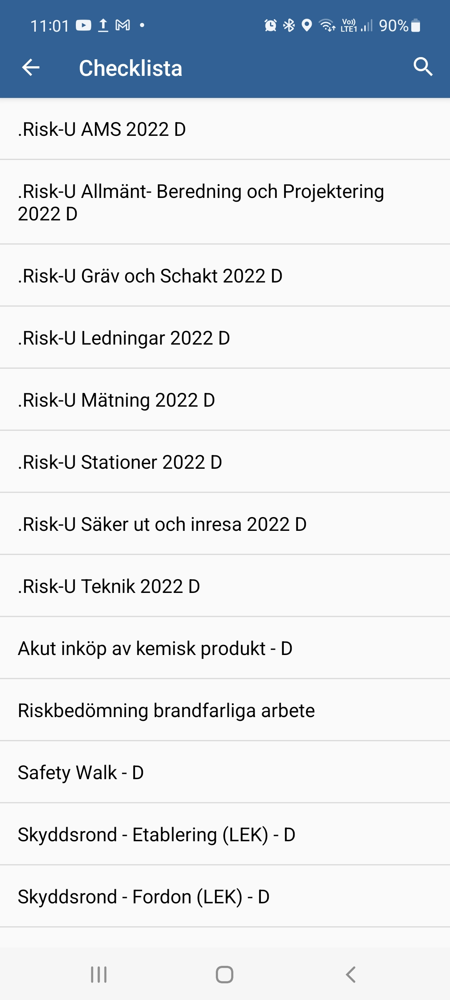 11:01
Vo))
LTE1
90%
Checklista
.Risk-U AMS 2022 D
.Risk-U Allmänt- Beredning och Projektering
2022 D
.Risk-U Gräv och Schakt 2022 D
.Risk-U Ledningar 2022 D
.Risk-U Mätning 2022 D
.Risk-U Stationer 2022 D
.Risk-U Säker ut och inresa 2022 D
.Risk-U Teknik 2022 D
Akut inköp av kemisk produkt - D
Riskbedömning brandfarliga arbete
Safety Walk - D
Skyddsrond - Etablering (LEK) - D
Skyddsrond - Fordon (LEK) - D